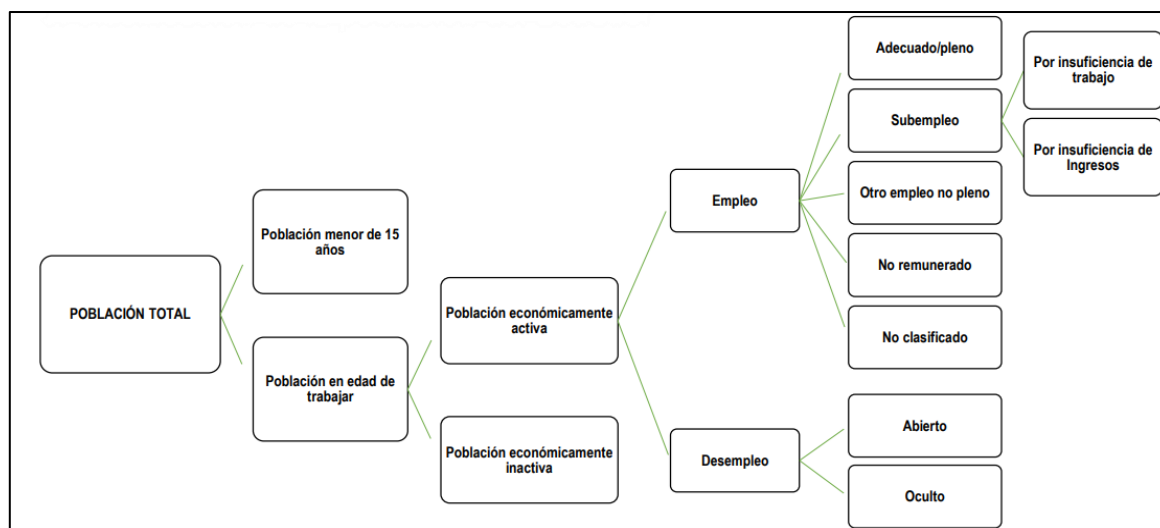 POBLACIÓN TOTAL
Población menor de 15
años
Población en edad de
trabajar
Población económicamente
activa
Población económicamente
inactiva
Empleo
Desempleo
Adecuado/pleno
Subempleo
Otro empleo no pleno
No remunerado
No clasificado
Abierto
Oculto
Por insuficiencia de
trabajo
Por insuficiencia de
Ingresos